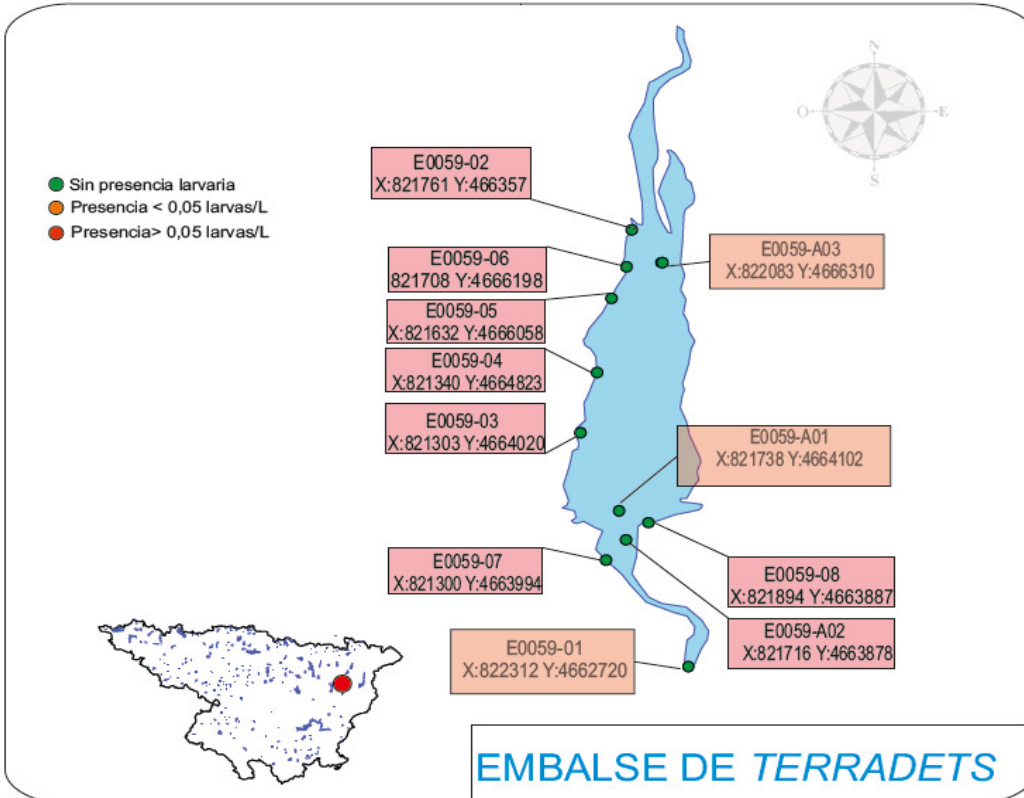 N
O
E
S
Sin presencia larvaria
Presencia < 0,05 larvas/L
Presencia> 0,05 larvas/L
E0059-02
X:821761 Y:466357
E0059-A03
X:822083 Y:4666310
E0059-06
821708 Y:4666198
E0059-05
X:821632 Y:4666058
E0059-04
X:821340 Y:4664823
E0059-03
X:821303 Y:4664020
E0059-A01
X:821738 Y:4664102
E0059-07
X:821300 Y:4663994
E0059-08
X:821894 Y:4663887
E0059-A02
X:821716 Y:4663878
E0059-01
X:822312 Y:4662720
EMBALSE DE TERRADETS